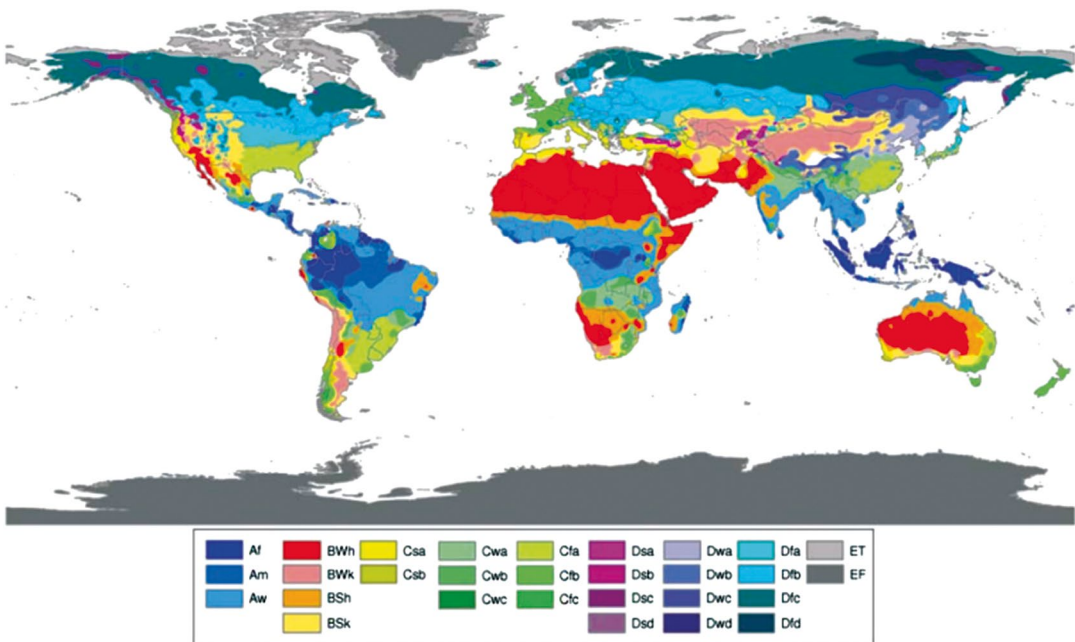 Af BWh Csa Cwa Cfa Dsa Dwa Dfa ET
Am BWk Csb Cwb Cfb Dsb Dwb Dfb EF
Aw BSh Cwc Cfc Dsc Dwc Dfc
BSk Dsd Dwd Dfd